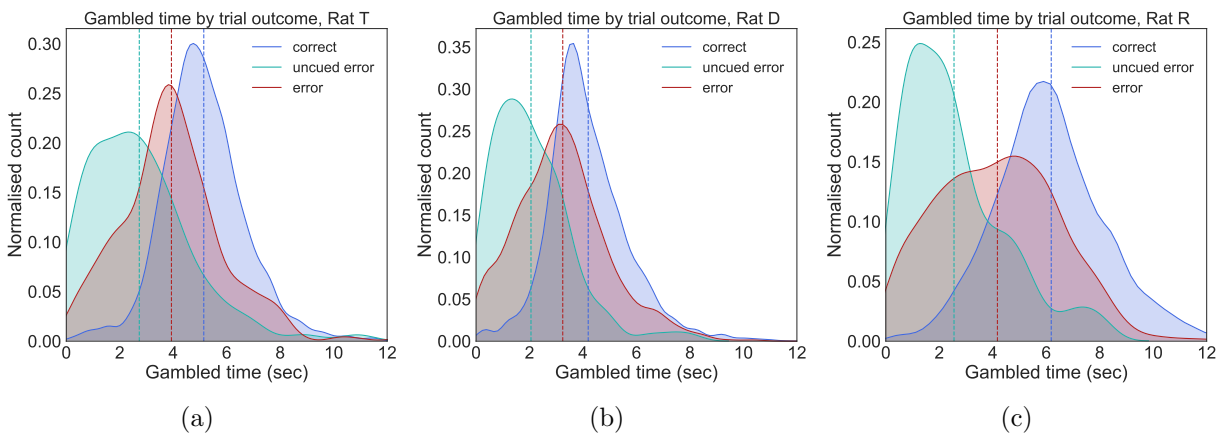 Gambled time by trial outcome, Rat T
0.30
0.25
0.20
0.15
0.10
0.05
0.00
Normalised count
correct
uncued error
error
0 2 4 6 8 10 12
Gambled time (sec)
(a)
Gambled time by trial outcome, Rat D
0.35
0.30
0.25
0.20
0.15
0.10
0.05
0.00
Normalised count
correct
uncued error
error
0 2 4 6 8 10 12
Gambled time (sec)
(b)
Gambled time by trial outcome, Rat R
0.25
0.20
0.15
0.10
0.05
0.00
Normalised count
correct
uncued error
error
0 2 4 6 8 10 12
Gambled time (sec)
(c)